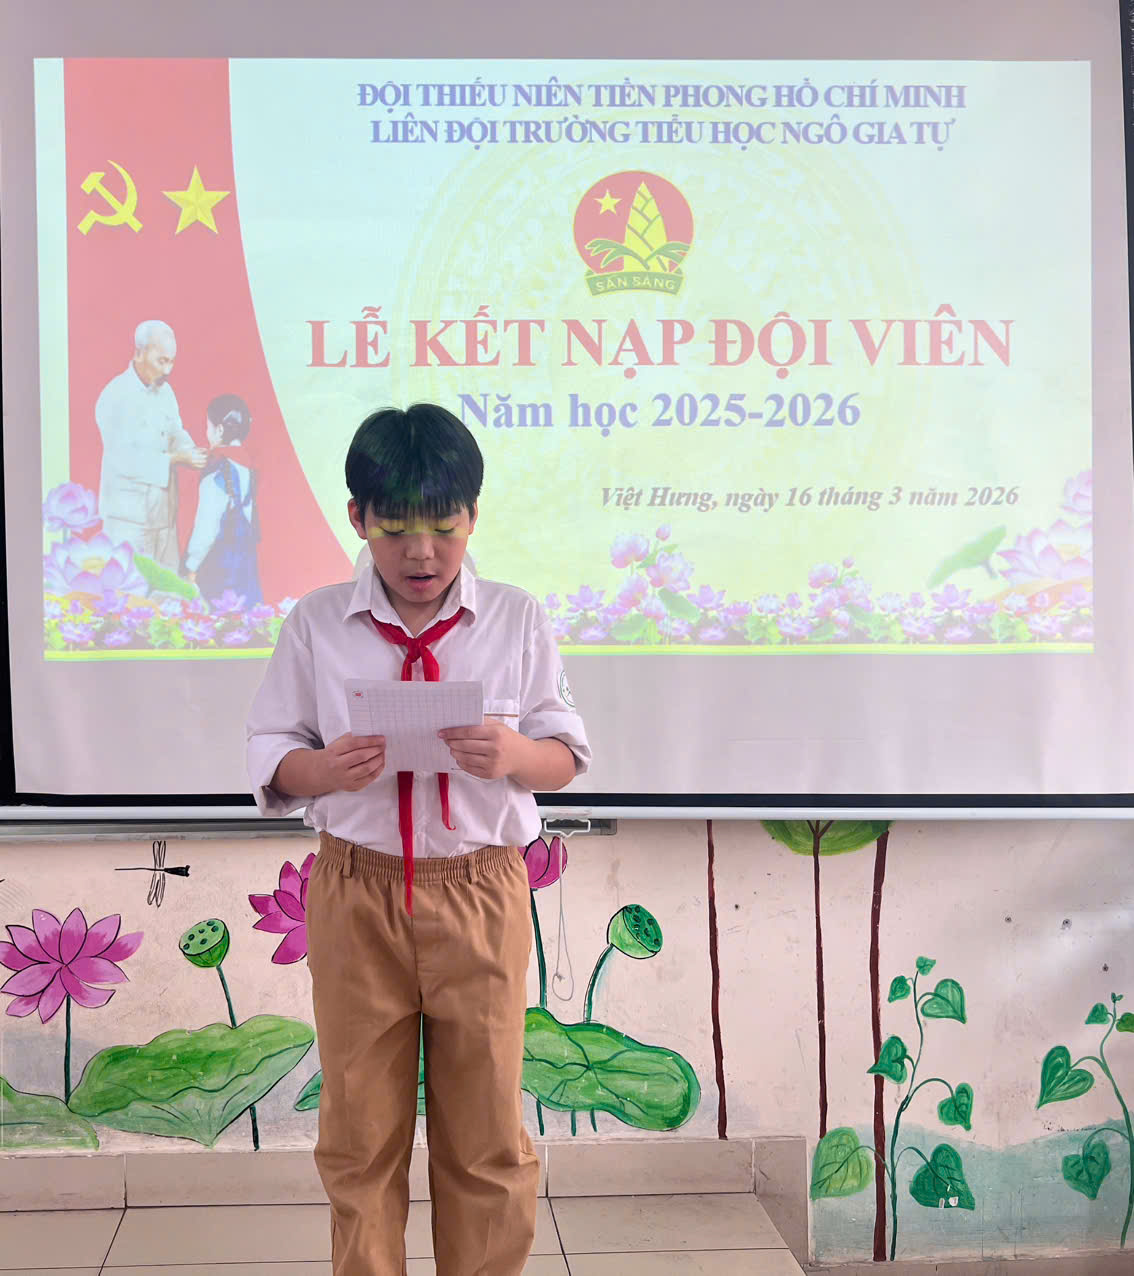 ĐỘI THIẾU NIÊN TIỀN PHONG HỒ CHÍ MINH
LIÊN ĐỘI TRƯỜNG TIỂU HỌC NGÔ GIA TỰ
SẴN SÀNG
LỄ KẾT NẠP ĐỘI VIÊN
Năm học 2025-2026
Việt Hưng, ngày 16 tháng 3 năm 2026